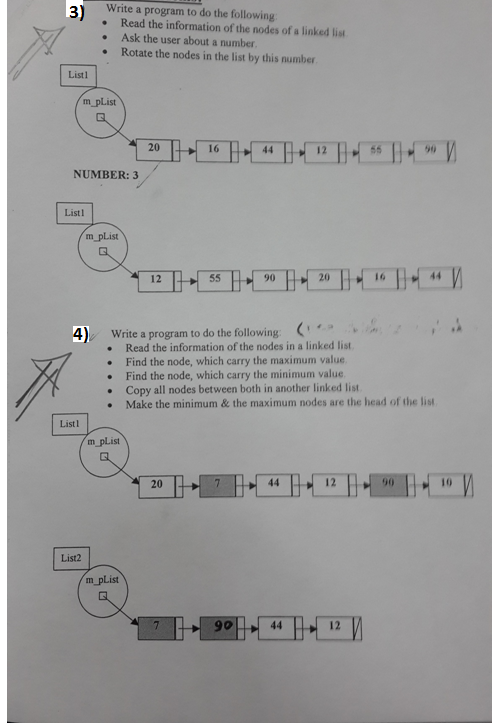 3) Write a program to do the following:
• Read the information of the nodes of a linked list.
• Ask the user about a number.
• Rotate the nodes in the list by this number.
List1
m_pList
20 16 44 12 55 90
NUMBER: 3
List1
m_pList
12 55 90 20 16 44
4) Write a program to do the following:
• Read the information of the nodes in a linked list.
• Find the node, which carry the maximum value.
• Find the node, which carry the minimum value.
• Copy all nodes between both in another linked list.
• Make the minimum & the maximum nodes are the head of the list.
List1
m_pList
20 7 44 12 90 10
List2
m_pList
7 90 44 12